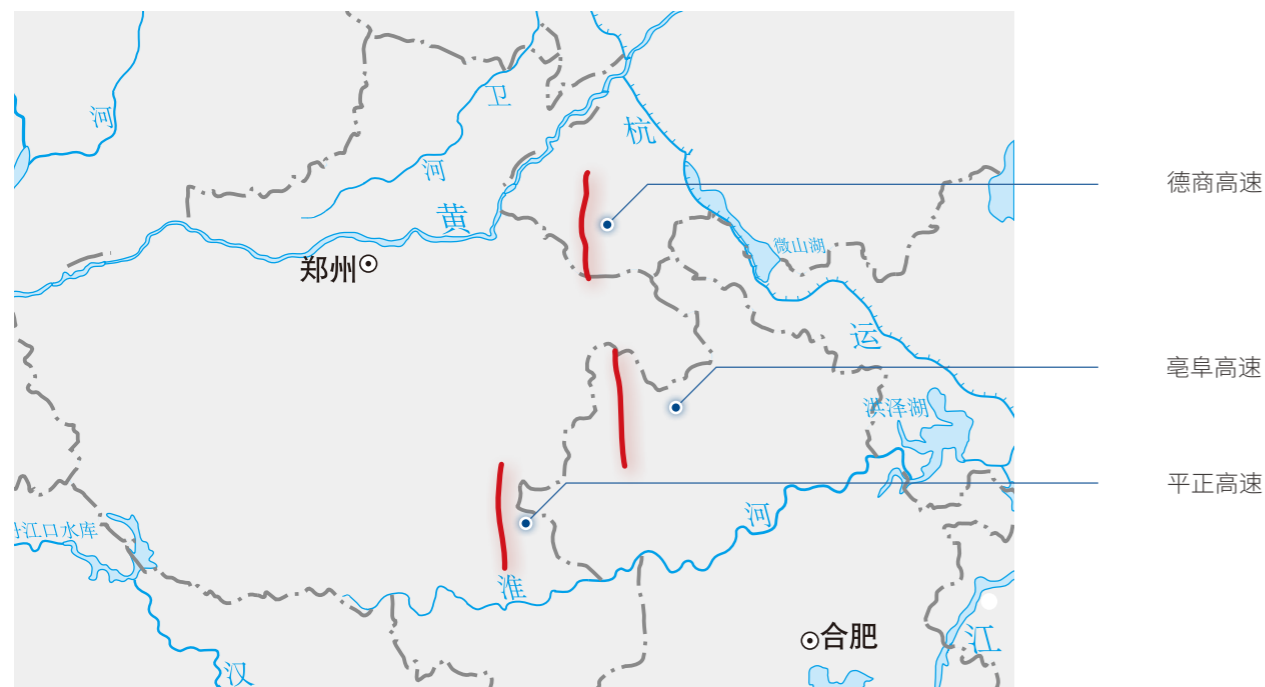 卫
河
杭
河
德商高速
黄
微山湖
郑州
运
亳阜高速
洪泽湖
平正高速
河
江口水库
淮
合肥
江
汉